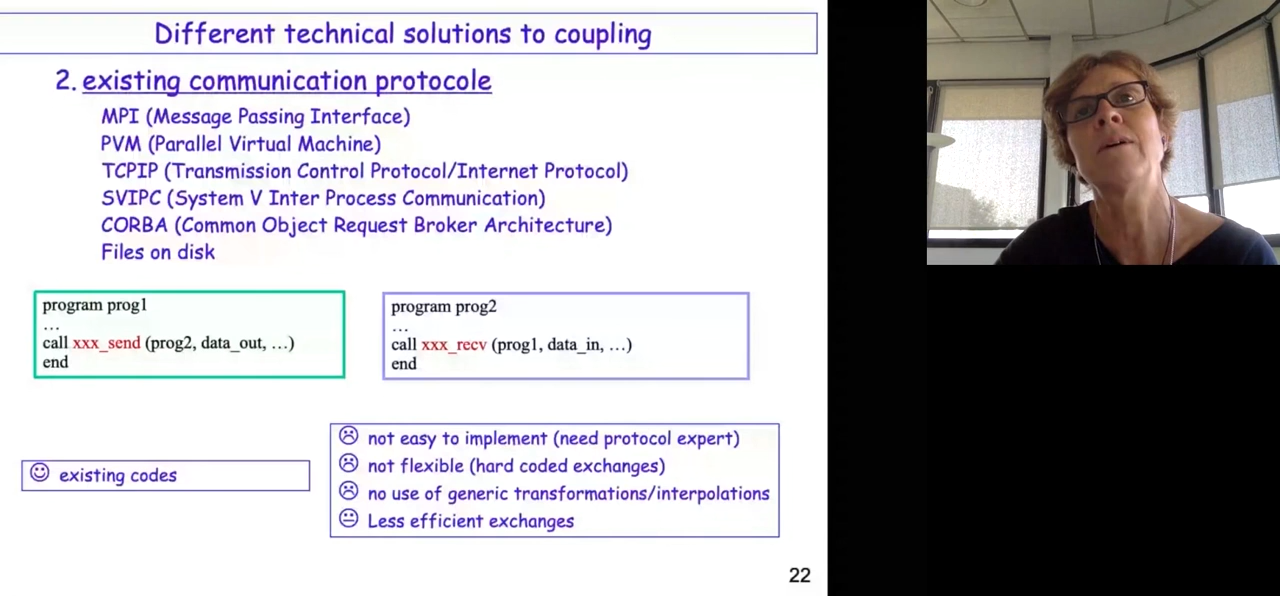 Different technical solutions to coupling
2. existing communication protocole
MPI (Message Passing Interface)
PVM (Parallel Virtual Machine)
TCPIP (Transmission Control Protocol/Internet Protocol)
SVIPC (System V Inter Process Communication)
CORBA (Common Object Request Broker Architecture)
Files on disk
program prog1
...
call xxx_send (prog2, data_out, ...)
end
program prog2
...
call xxx_recv (prog1, data_in, ...)
end
existing codes
not easy to implement (need protocol expert)
not flexible (hard coded exchanges)
no use of generic transformations/interpolations
Less efficient exchanges
22